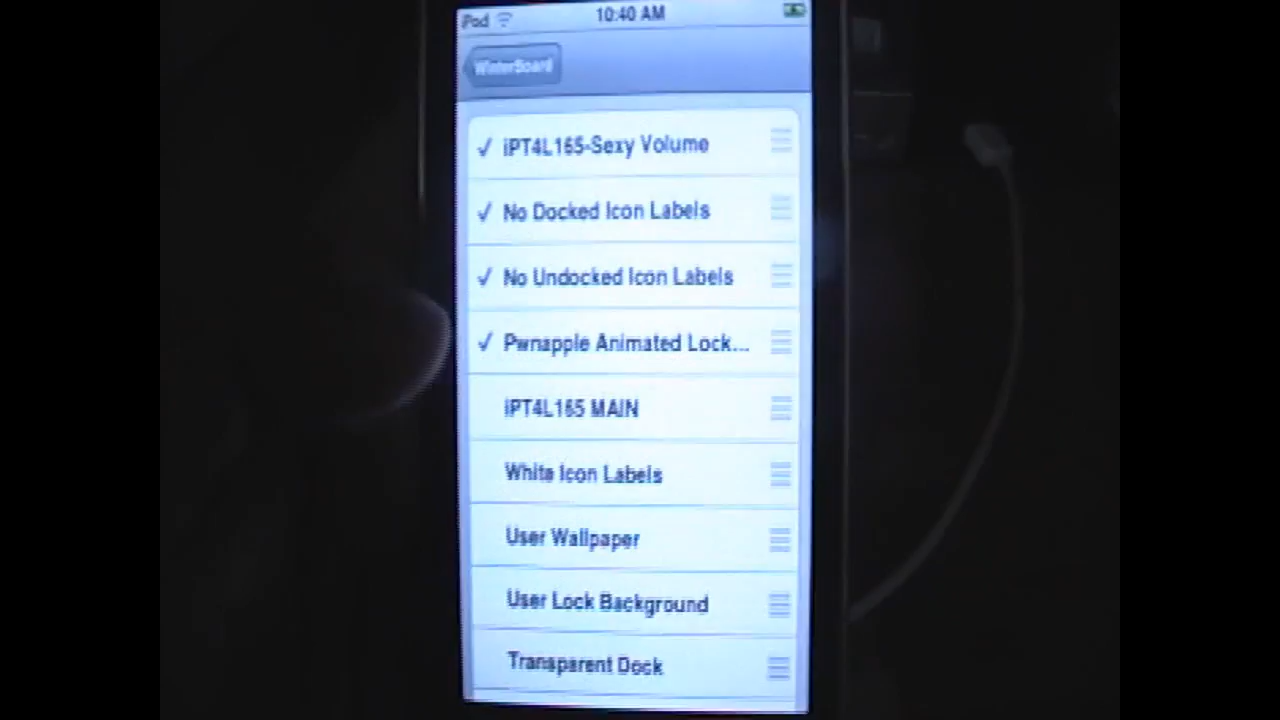 iPod 10:40 AM
WinterBoard
iPT4L165-Sexy Volume
No Docked Icon Labels
No Undocked Icon Labels
Pwnapple Animated Lock...
iPT4L165 MAIN
White Icon Labels
User Wallpaper
User Lock Background
Transparent Dock